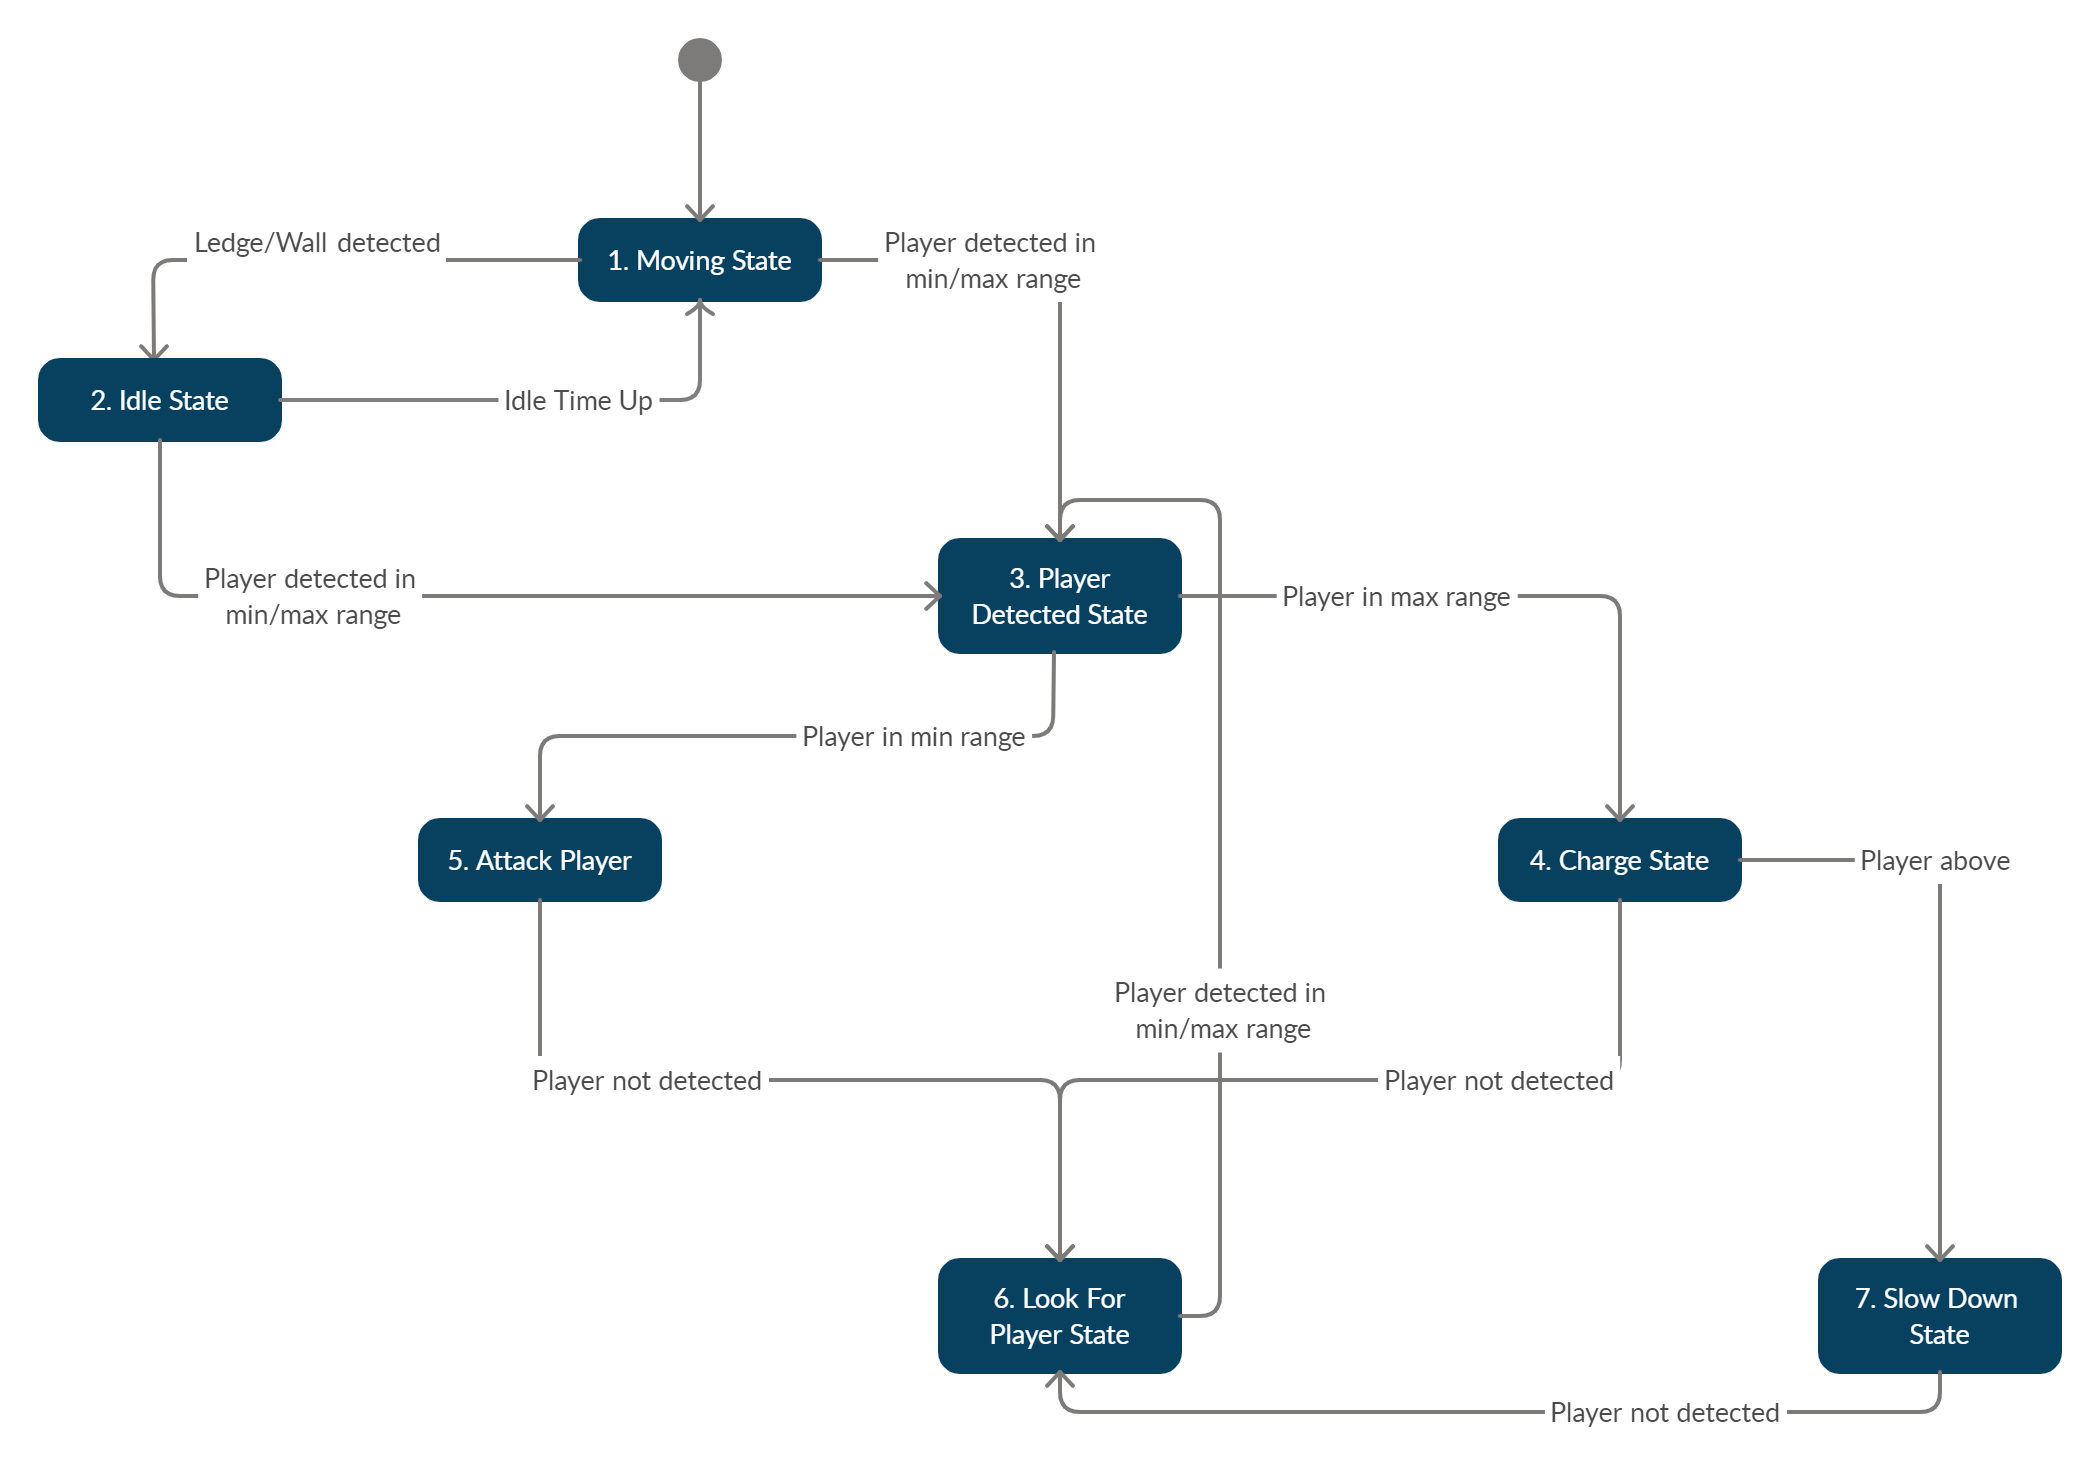 Ledge/Wall detected
1. Moving State
Player detected in
min/max range
2. Idle State
Idle Time Up
Player detected in
min/max range
3. Player
Detected State
Player in max range
Player in min range
5. Attack Player
4. Charge State
Player above
Player detected in
min/max range
Player not detected
Player not detected
6. Look For
Player State
7. Slow Down
State
Player not detected